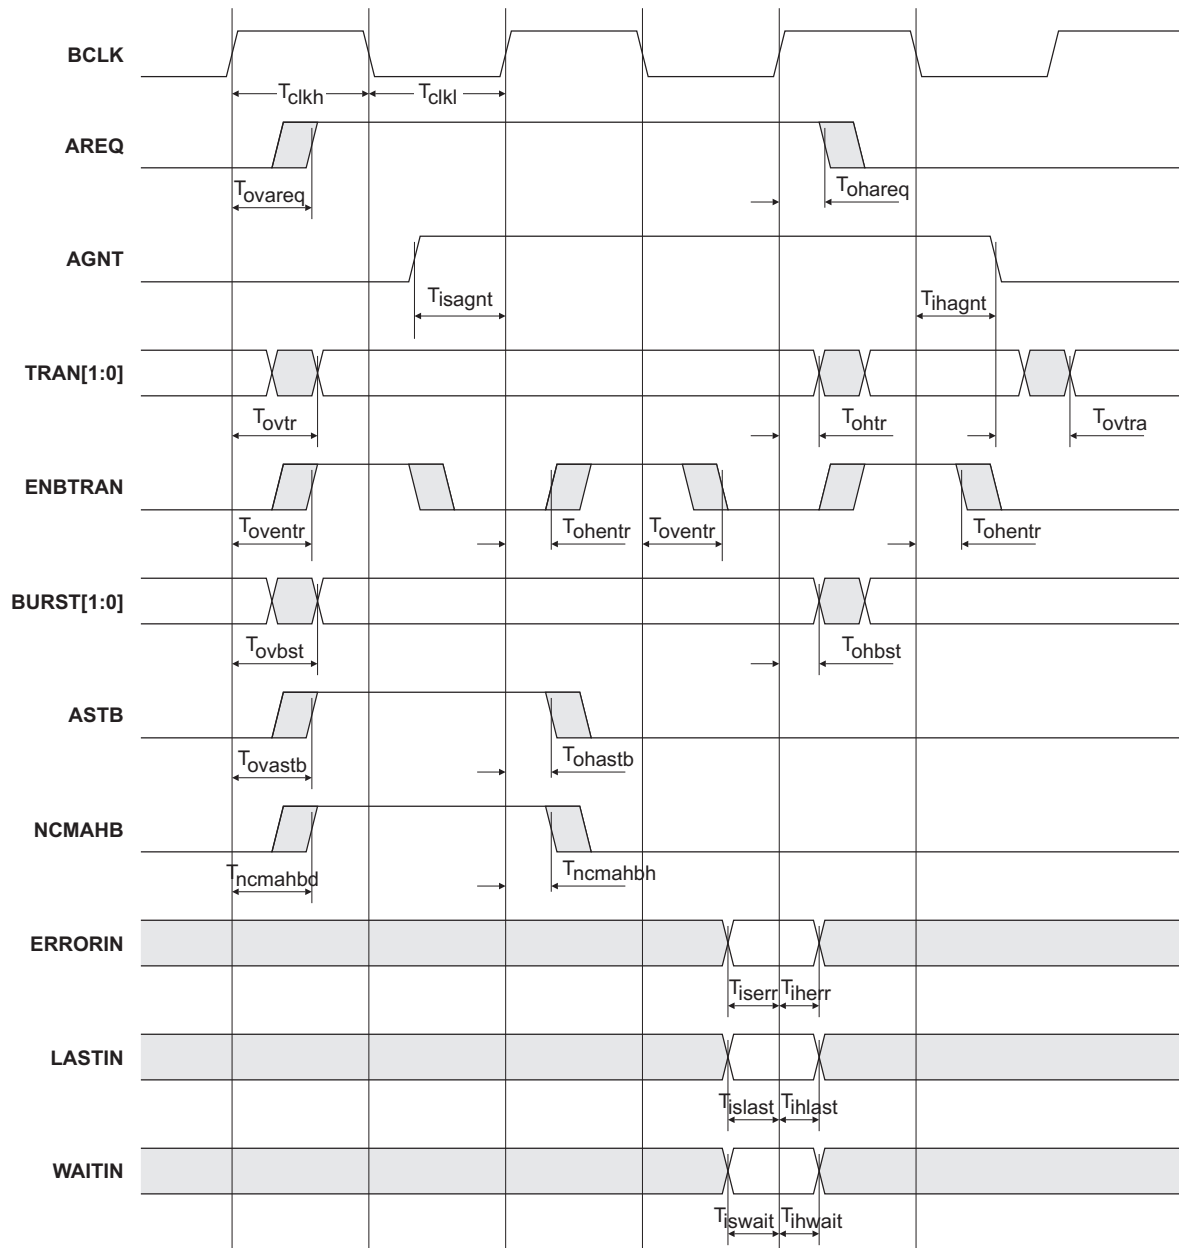 BCLK
Tclkh Tclkl
AREQ
Tovareq Tohareq
AGNT
Tisagnt Tihagnt
TRAN[1:0]
Tovtr Tohtr Tovtra
ENBTRAN
Toventr Tohentr Toventr Tohentr
BURST[1:0]
Tovbst Tohbst
ASTB
Tovastb Tohastb
NCMAHB
Tncmahbd Tncmahbh
ERRORIN
Tiserr Tiherr
LASTIN
Tislast Tihlast
WAITIN
Tiswait Tihwait